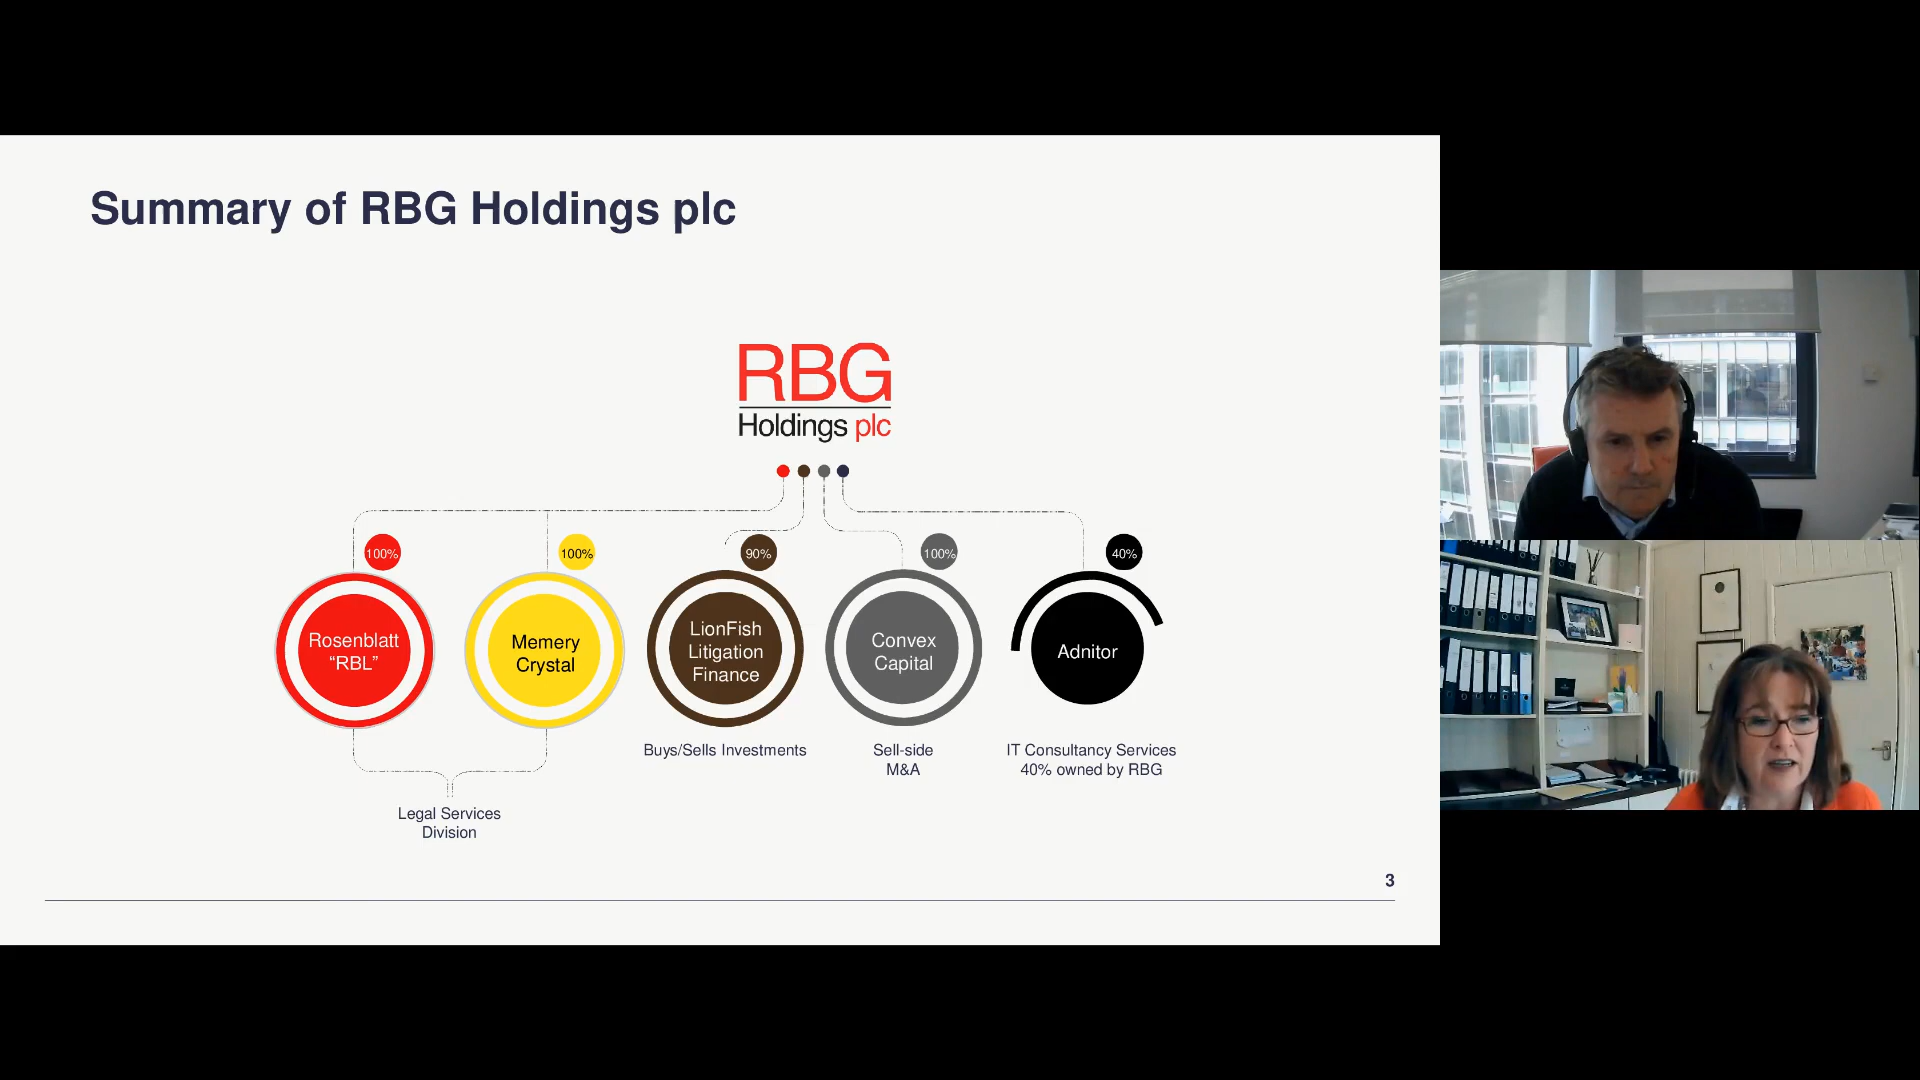 Summary of RBG Holdings plc
RBG
Holdings plc
100%
100%
90%
100%
40%
Rosenblatt
“RBL”
Memery
Crystal
LionFish
Litigation
Finance
Convex
Capital
Adnitor
Buys/Sells Investments
Sell-side
M&A
IT Consultancy Services
40% owned by RBG
Legal Services
Division
3